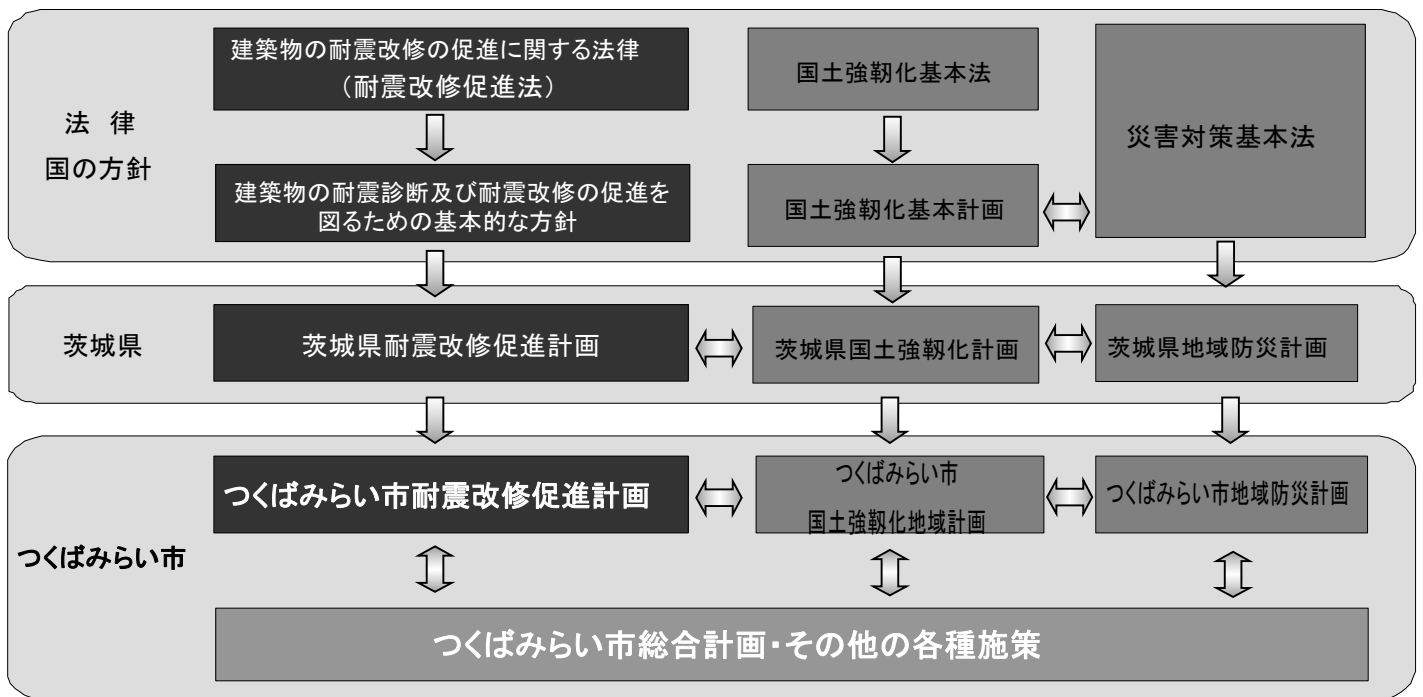 法 律
国の方針
建築物の耐震改修の促進に関する法律
(耐震改修促進法)
国土強靱化基本法
災害対策基本法
建築物の耐震診断及び耐震改修の促進を
図るための基本的な方針
国土強靱化基本計画
茨城県
茨城県耐震改修促進計画
茨城県国土強靱化計画
茨城県地域防災計画
つくばみらい市
つくばみらい市耐震改修促進計画
つくばみらい市
国土強靱化地域計画
つくばみらい市地域防災計画
つくばみらい市総合計画・その他の各種施策